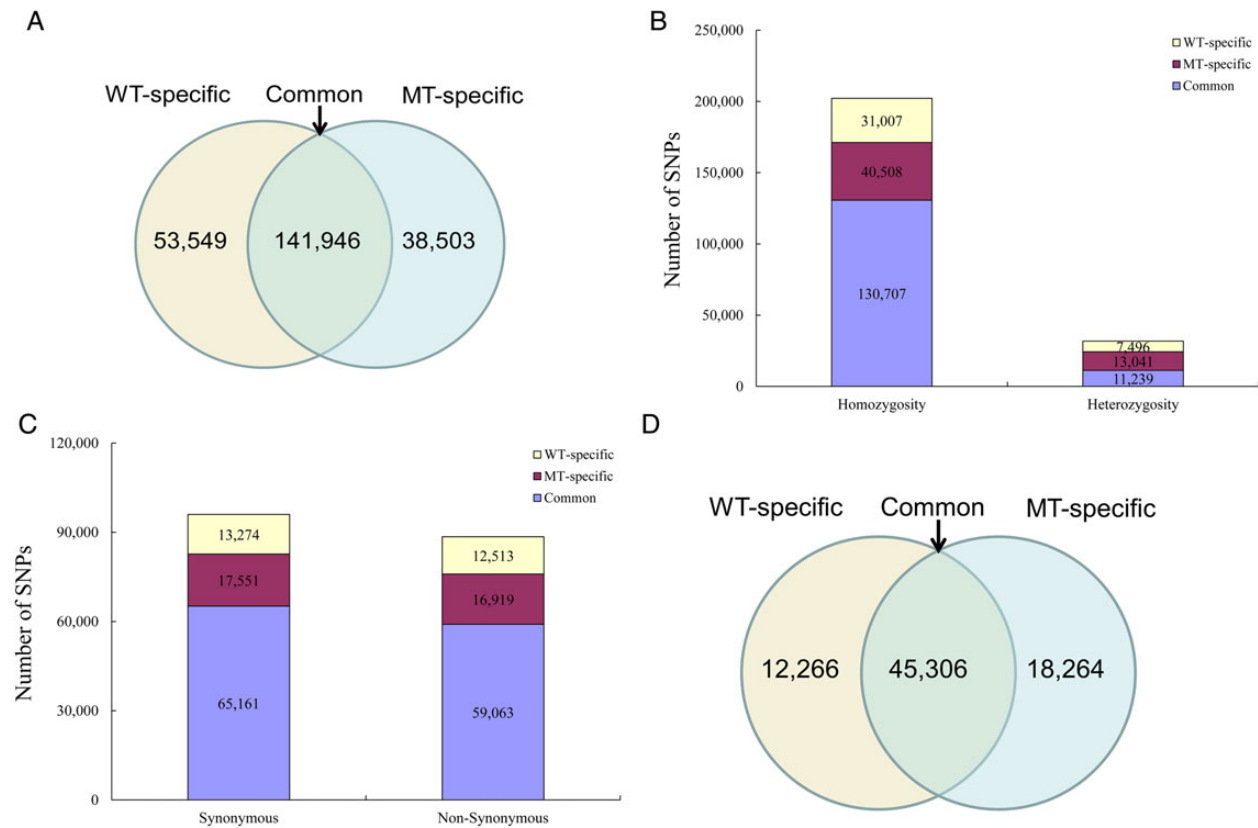 A
WT-specific Common MT-specific
53,549 141,946 38,503
B
Number of SNPs
250,000
200,000
150,000
100,000
50,000
0
WT-specific
MT-specific
Common
31,007
40,508
130,707
7,496
13,041
11,239
Homozygosity Heterozygosity
C
Number of SNPs
120,000
90,000
60,000
30,000
0
WT-specific
MT-specific
Common
13,274
17,551
65,161
12,513
16,919
59,063
Synonymous Non-Synonymous
D
WT-specific Common MT-specific
12,266 45,306 18,264